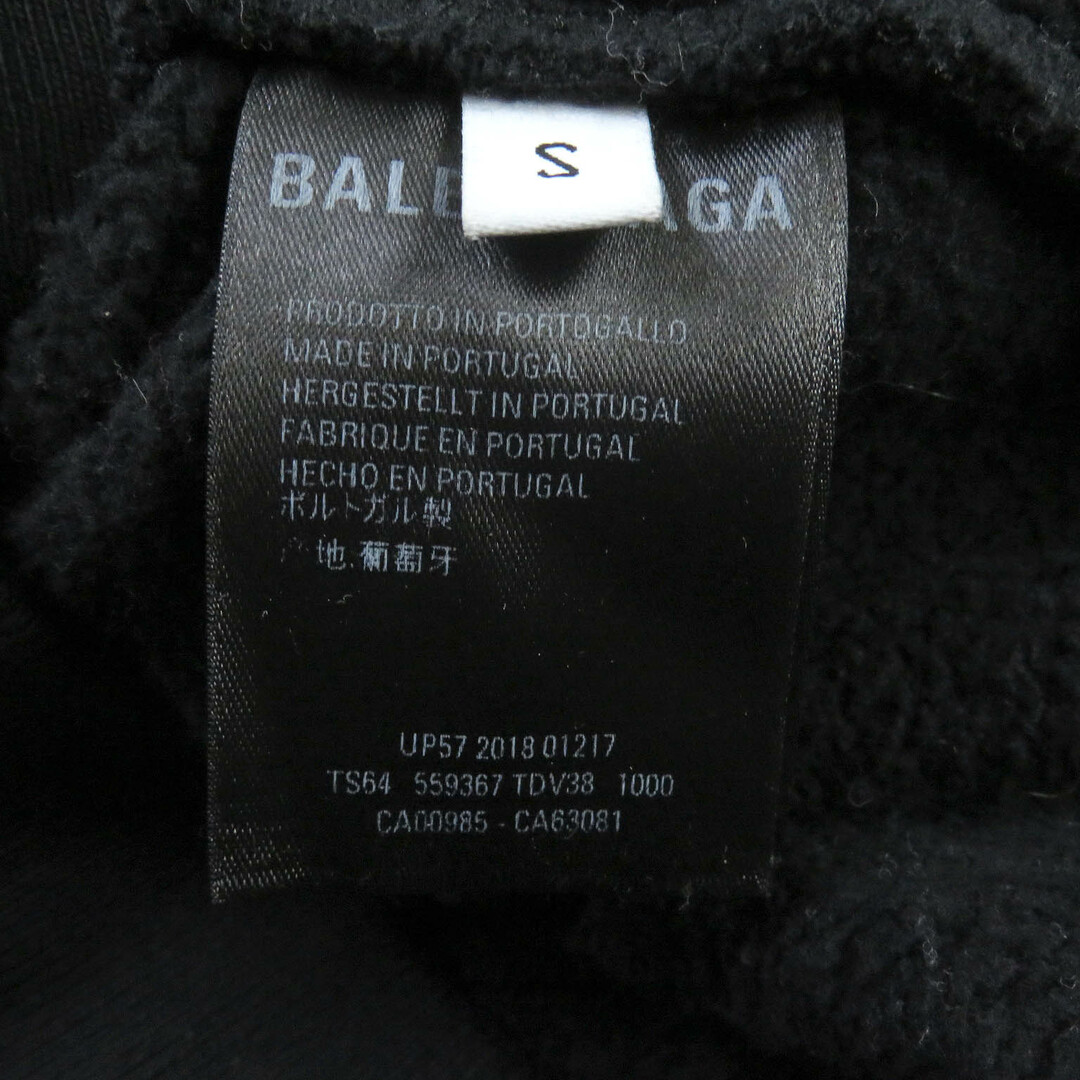 S
BALE AGA
PRODOTTO IN PORTOGALLO
MADE IN PORTUGAL
HERGESTELLT IN PORTUGAL
FABRIQUE EN PORTUGAL
HECHO EN PORTUGAL
ポルトガル製
产地.葡萄牙
UP57 2018 01217
TS64 559367 TDV38 1000
CA00985 - CA63081